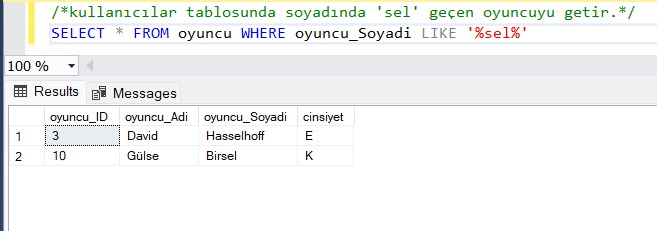 /*kullanıcılar tablosunda soyadında 'sel' geçen oyuncuyu getir.*/
SELECT * FROM oyuncu WHERE oyuncu_Soyadi LIKE '%sel%'
100 %
Results Messages
oyuncu_ID oyuncu_Adi oyuncu_Soyadi cinsiyet
1 3 David Hasselhoff E
2 10 Gülse Birsel K